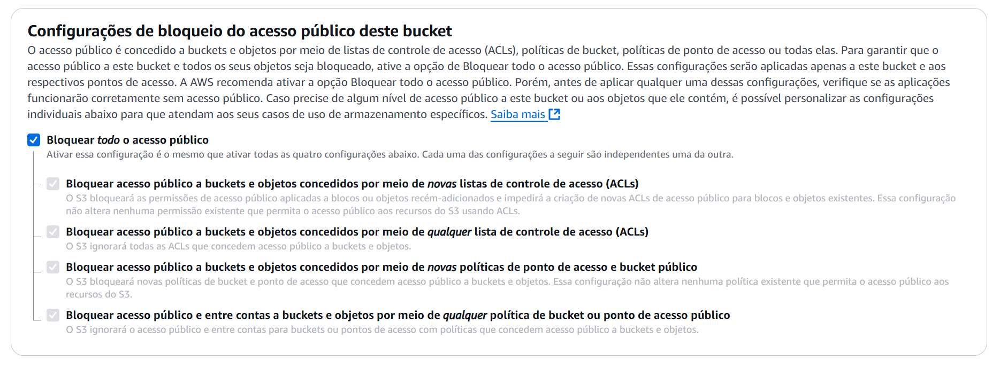 Configurações de bloqueio do acesso público deste bucket
O acesso público é concedido a buckets e objetos por meio de listas de controle de acesso (ACLs), políticas de bucket, políticas de ponto de acesso ou todas elas. Para garantir que o
acesso público a este bucket e todos os seus objetos seja bloqueado, ative a opção de Bloquear todo o acesso público. Essas configurações serão aplicadas apenas a este bucket e aos
respectivos pontos de acesso. A AWS recomenda ativar a opção Bloquear todo o acesso público. Porém, antes de aplicar qualquer uma dessas configurações, verifique se as aplicações
funcionarão corretamente sem acesso público. Caso precise de algum nível de acesso público a este bucket ou aos objetos que ele contém, é possível personalizar as configurações
individuais abaixo para que atendam aos seus casos de uso de armazenamento específicos. Saiba mais
Bloquear todo o acesso público
Ativar essa configuração é o mesmo que ativar todas as quatro configurações abaixo. Cada uma das configurações a seguir são independentes uma da outra.
Bloquear acesso público a buckets e objetos concedidos por meio de novas listas de controle de acesso (ACLs)
O S3 bloqueará as permissões de acesso público aplicadas a blocos ou objetos recém-adicionados e impedirá a criação de novas ACLs de acesso público para blocos e objetos existentes. Essa configuração
não altera nenhuma permissão existente que permita o acesso público aos recursos do S3 usando ACLs.
Bloquear acesso público a buckets e objetos concedidos por meio de qualquer lista de controle de acesso (ACLs)
O S3 ignorará todas as ACLs que concedem acesso público a buckets e objetos.
Bloquear acesso público a buckets e objetos concedidos por meio de novas políticas de ponto de acesso e bucket público
O S3 bloqueará novas políticas de bucket e ponto de acesso que concedem acesso público a buckets e objetos. Essa configuração não altera nenhuma política existente que permita o acesso público aos
recursos do S3.
Bloquear acesso público e entre contas a buckets e objetos por meio de qualquer política de bucket ou ponto de acesso público
O S3 ignorará o acesso público e entre contas para buckets ou pontos de acesso com políticas que concedem acesso público a buckets e objetos.